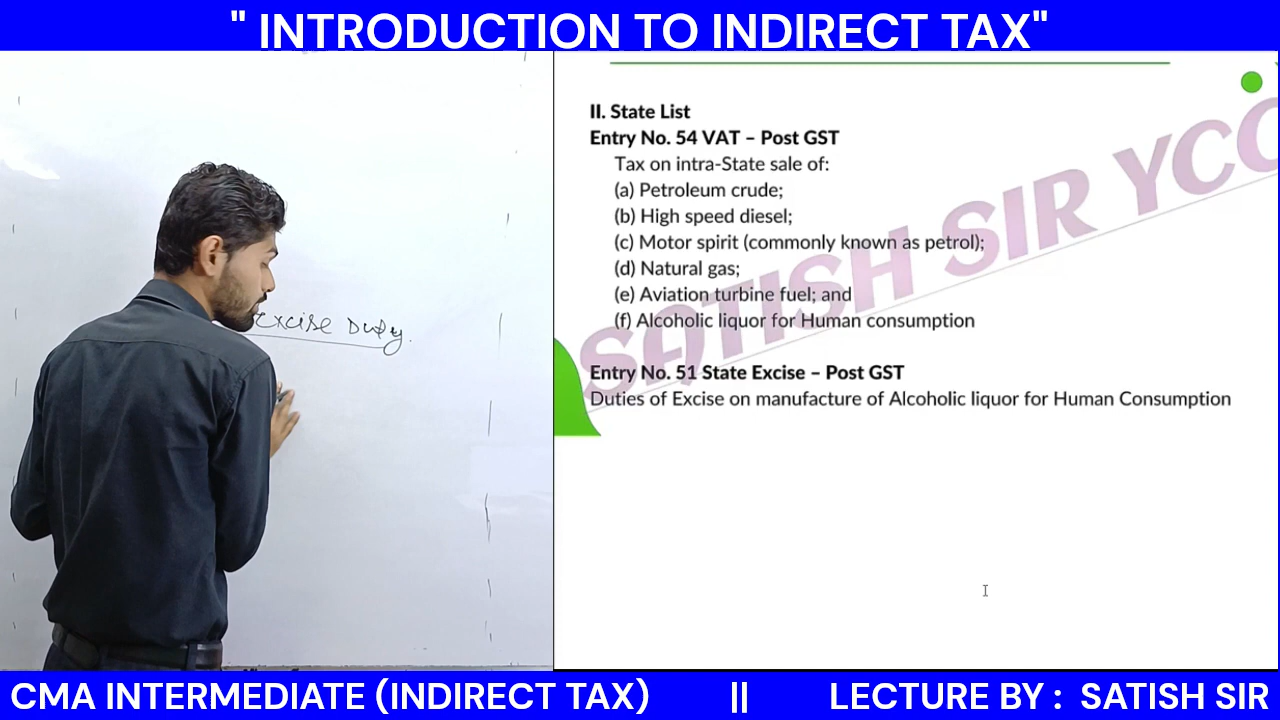 " INTRODUCTION TO INDIRECT TAX"
Excise Duty.
II. State List
Entry No. 54 VAT – Post GST
Tax on intra-State sale of:
(a) Petroleum crude;
(b) High speed diesel;
(c) Motor spirit (commonly known as petrol);
(d) Natural gas;
(e) Aviation turbine fuel; and
(f) Alcoholic liquor for Human consumption
Entry No. 51 State Excise – Post GST
Duties of Excise on manufacture of Alcoholic liquor for Human Consumption
SATISH SIR YCC
CMA INTERMEDIATE (INDIRECT TAX) || LECTURE BY : SATISH SIR